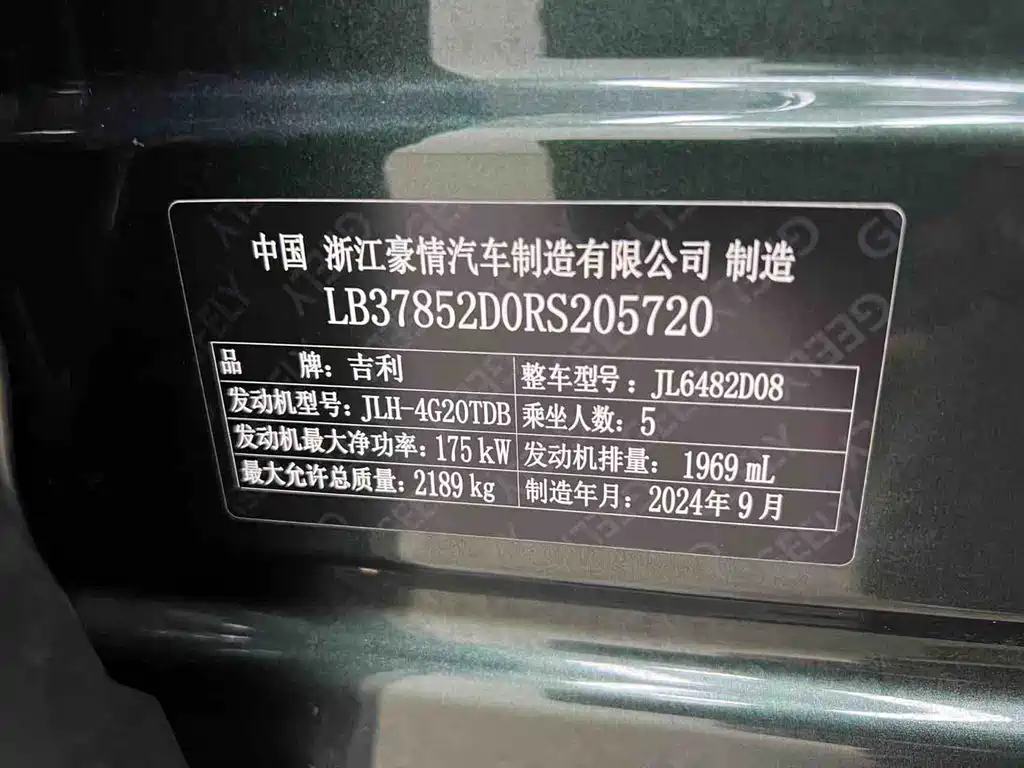 中国 浙江豪情汽车制造有限公司 制造
LB37852D0RS205720
品 牌：吉利 整车型号：JL6482D08
发动机型号：JLH-4G20TDB 乘坐人数：5
发动机最大净功率：175 kW 发动机排量：1969 mL
最大允许总质量：2189 kg 制造年月：2024年9月
GEELY
GEELY
GEELY